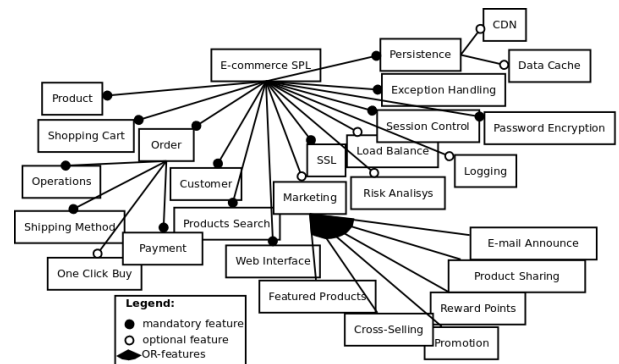 CDN
Persistence
E-commerce SPL
Data Cache
Exception Handling
Product
Shopping Cart
Session Control
Password Encryption
Order
Load Balance
SSL
Logging
Operations
Customer
Risk Analisys
Marketing
Shipping Method
Products Search
Payment
E-mail Announce
Web Interface
One Click Buy
Product Sharing
Featured Products
Reward Points
Cross-Selling
Promotion
Legend:
mandatory feature
optional feature
OR-features